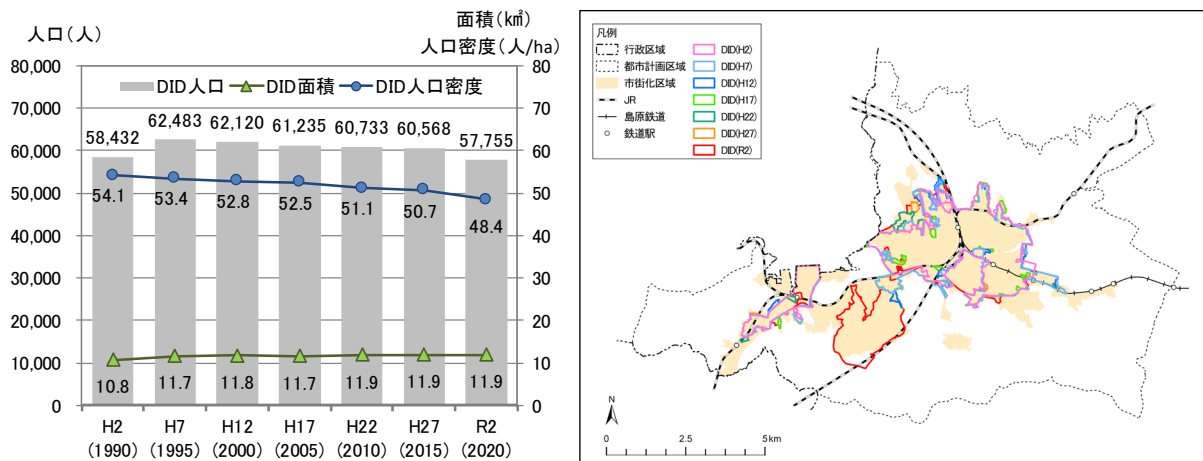 人口(人)
面積(㎢)
人口密度(人/ha)
80,000
70,000
60,000
50,000
40,000
30,000
20,000
10,000
0
DID人口
DID面積
DID人口密度
58,432
62,483
62,120
61,235
60,733
60,568
57,755
54.1
53.4
52.8
52.5
51.1
50.7
48.4
10.8
11.7
11.8
11.7
11.9
11.9
11.9
80
70
60
50
40
30
20
10
0
H2
(1990)
H7
(1995)
H12
(2000)
H17
(2005)
H22
(2010)
H27
(2015)
R2
(2020)
凡例
行政区域
都市計画区域
市街化区域
JR
島原鉄道
鉄道駅
DID(H2)
DID(H7)
DID(H12)
DID(H17)
DID(H22)
DID(H27)
DID(R2)
N
0
2.5
5km